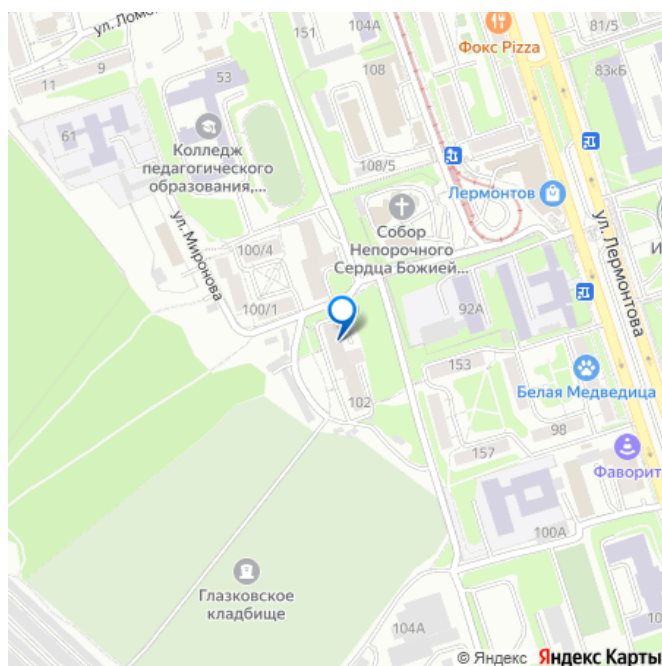 ул. Ломо
151
104А
Фокс Pizza
81/5
9
11
53
108
83кБ
61
Колледж
педагогического
образования,...
108/5
Лермонтов
ул. Лермонтова
Собор
Непорочного
Сердца Божией...
И
ул. Миронова
100/4
100/1
92А
153
Белая Медведица
102
98
157
Фаворит
100А
Глазковское
кладбище
104А
10
© Яндекс Яндекс Карты